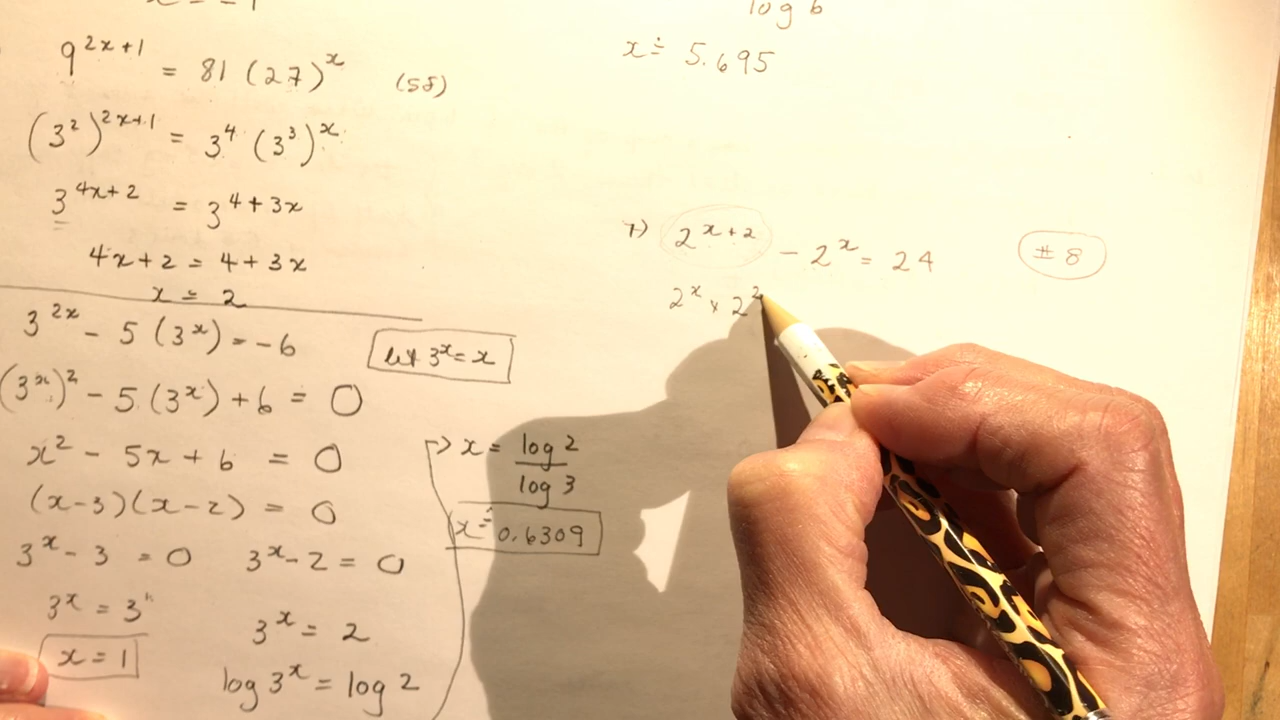 9^{2x+1} = 81 (27)^x (5δ)
(3^2)^{2x+1} = 3^4 (3^3)^x
3^{4x+2} = 3^{4+3x}
4x+2 = 4+3x
x = 2
3^{2x} - 5 (3^x) = -6
let 3^x = x
(3^x)^2 - 5 (3^x) + 6 = 0
x^2 - 5x + 6 = 0
(x-3)(x-2) = 0
3^x - 3 = 0
3^x - 2 = 0
3^x = 3
x = 1
3^x = 2
log 3^x = log 2
x = log 2 / log 3
x ≐ 0.6309
log 6
x ≐ 5.695
7) 2^{x+2} - 2^x = 24
# 8
2^x × 2^2